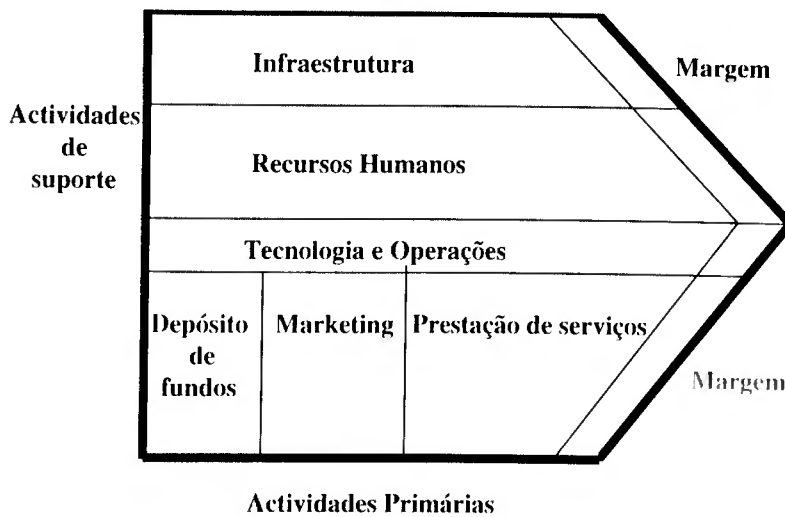 Infraestrutura
Margem
Actividades
de
suporte
Recursos Humanos
Tecnologia e Operações
Depósito
de
fundos
Marketing
Prestação de serviços
Margem
Actividades Primárias